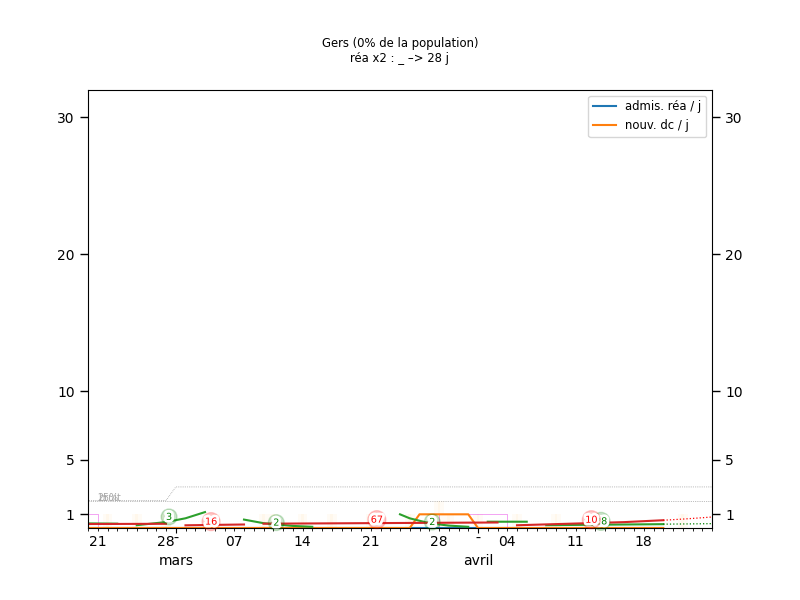 Gers (0% de la population)
réa x2 : _ –> 28 j
admis. réa / j
nouv. dc / j
30 30
20 20
10 10
5 5
1 1
3 16 2 67 2 10 8
21 28 - 07 14 21 28 - 04 11 18
mars avril